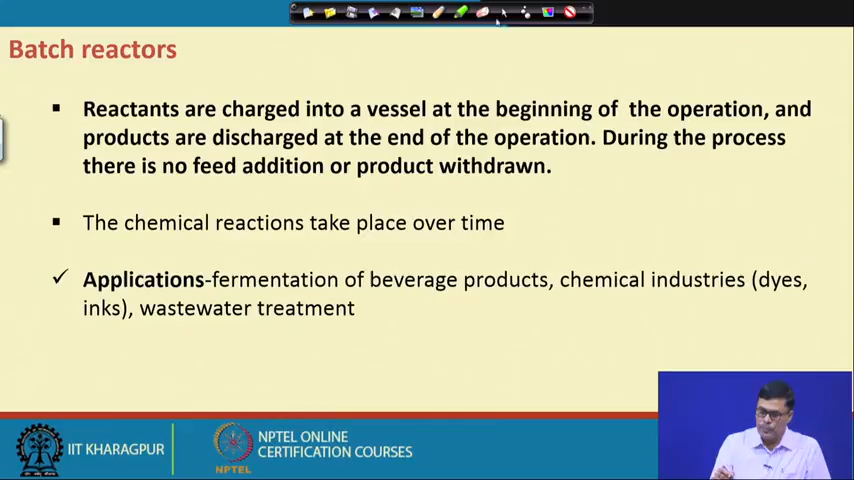 Batch reactors
▪ Reactants are charged into a vessel at the beginning of the operation, and
products are discharged at the end of the operation. During the process
there is no feed addition or product withdrawn.
▪ The chemical reactions take place over time
✓ Applications-fermentation of beverage products, chemical industries (dyes,
inks), wastewater treatment
IIT KHARAGPUR
NPTEL
NPTEL ONLINE
CERTIFICATION COURSES